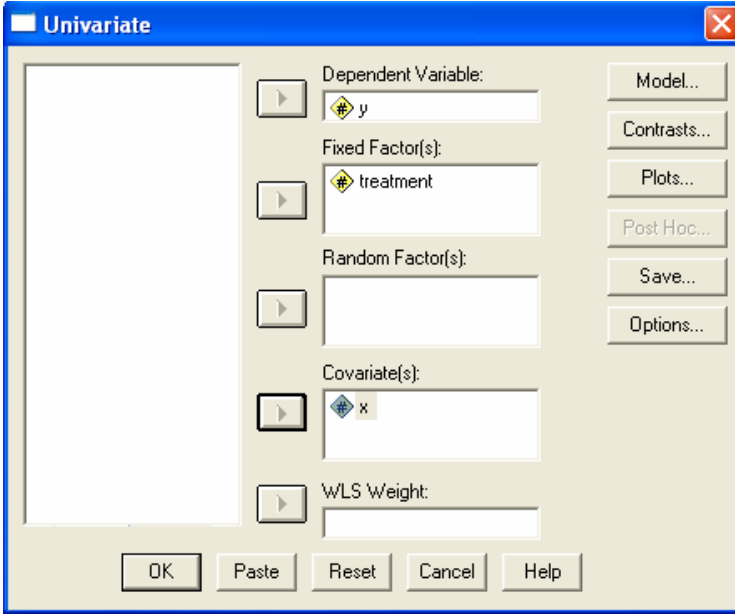 Univariate
Dependent Variable:
# y
Fixed Factor(s):
# treatment
Random Factor(s):
Covariate(s):
# x
WLS Weight:
Model...
Contrasts...
Plots...
Post Hoc...
Save...
Options...
OK
Paste
Reset
Cancel
Help